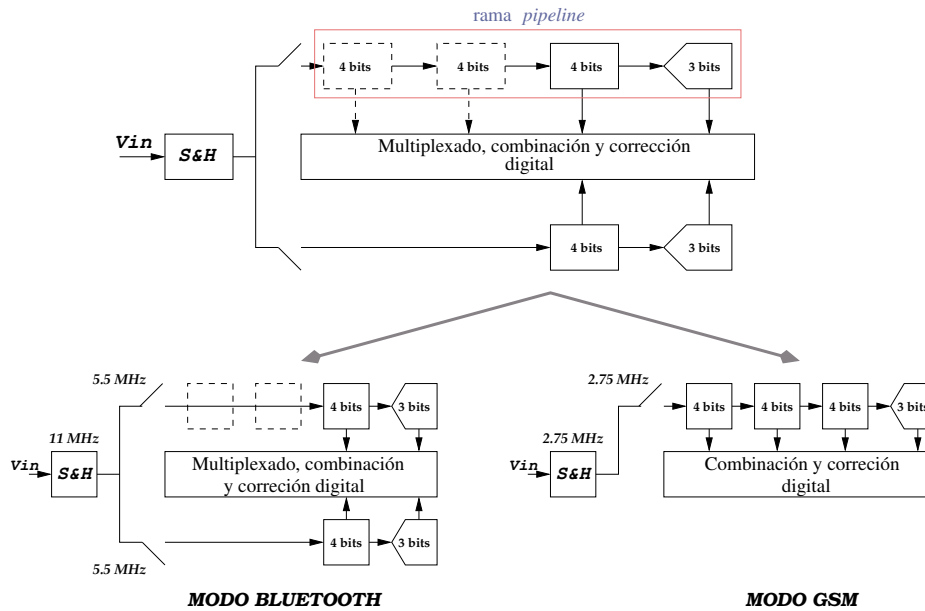 rama pipeline
4 bits
4 bits
4 bits
3 bits
Vin
S&H
Multiplexado, combinación y corrección
digital
4 bits
3 bits
5.5 MHz
11 MHz
Vin
S&H
4 bits
3 bits
Multiplexado, combinación
y correción digital
4 bits
3 bits
5.5 MHz
MODO BLUETOOTH
2.75 MHz
2.75 MHz
Vin
S&H
4 bits
4 bits
4 bits
3 bits
Combinación y correción
digital
MODO GSM